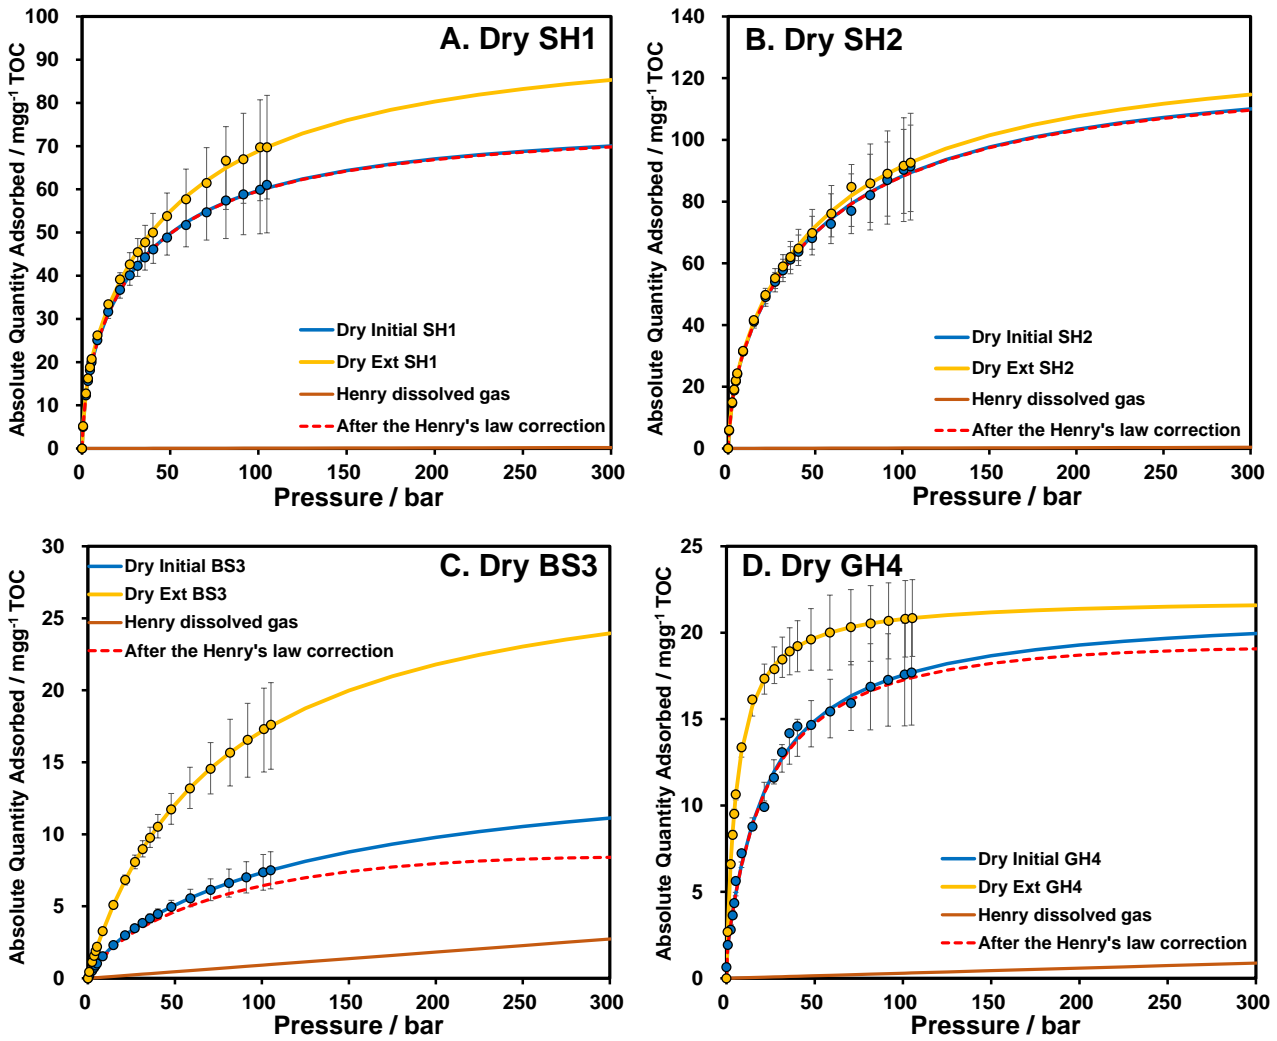 A. Dry SH1
Absolute Quantity Adsorbed / mgg⁻¹ TOC
100
90
80
70
60
50
40
30
20
10
0
Dry Initial SH1
Dry Ext SH1
Henry dissolved gas
After the Henry's law correction
0 50 100 150 200 250 300
Pressure / bar
B. Dry SH2
Absolute Quantity Adsorbed / mgg⁻¹ TOC
140
120
100
80
60
40
20
0
Dry Initial SH2
Dry Ext SH2
Henry dissolved gas
After the Henry's law correction
0 50 100 150 200 250 300
Pressure / bar
C. Dry BS3
Absolute Quantity Adsorbed / mgg⁻¹ TOC
30
25
20
15
10
5
0
Dry Initial BS3
Dry Ext BS3
Henry dissolved gas
After the Henry's law correction
0 50 100 150 200 250 300
Pressure / bar
D. Dry GH4
Absolute Quantity Adsorbed / mgg⁻¹ TOC
25
20
15
10
5
0
Dry Initial GH4
Dry Ext GH4
Henry dissolved gas
After the Henry's law correction
0 50 100 150 200 250 300
Pressure / bar